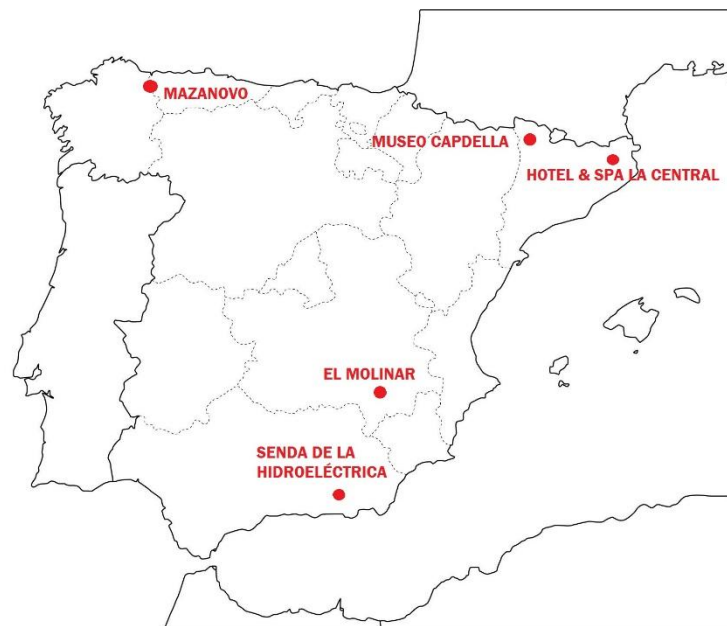 MAZANOVO
MUSEO CAPDELLA
HOTEL & SPA LA CENTRAL
EL MOLINAR
SENDA DE LA
HIDROELÉCTRICA